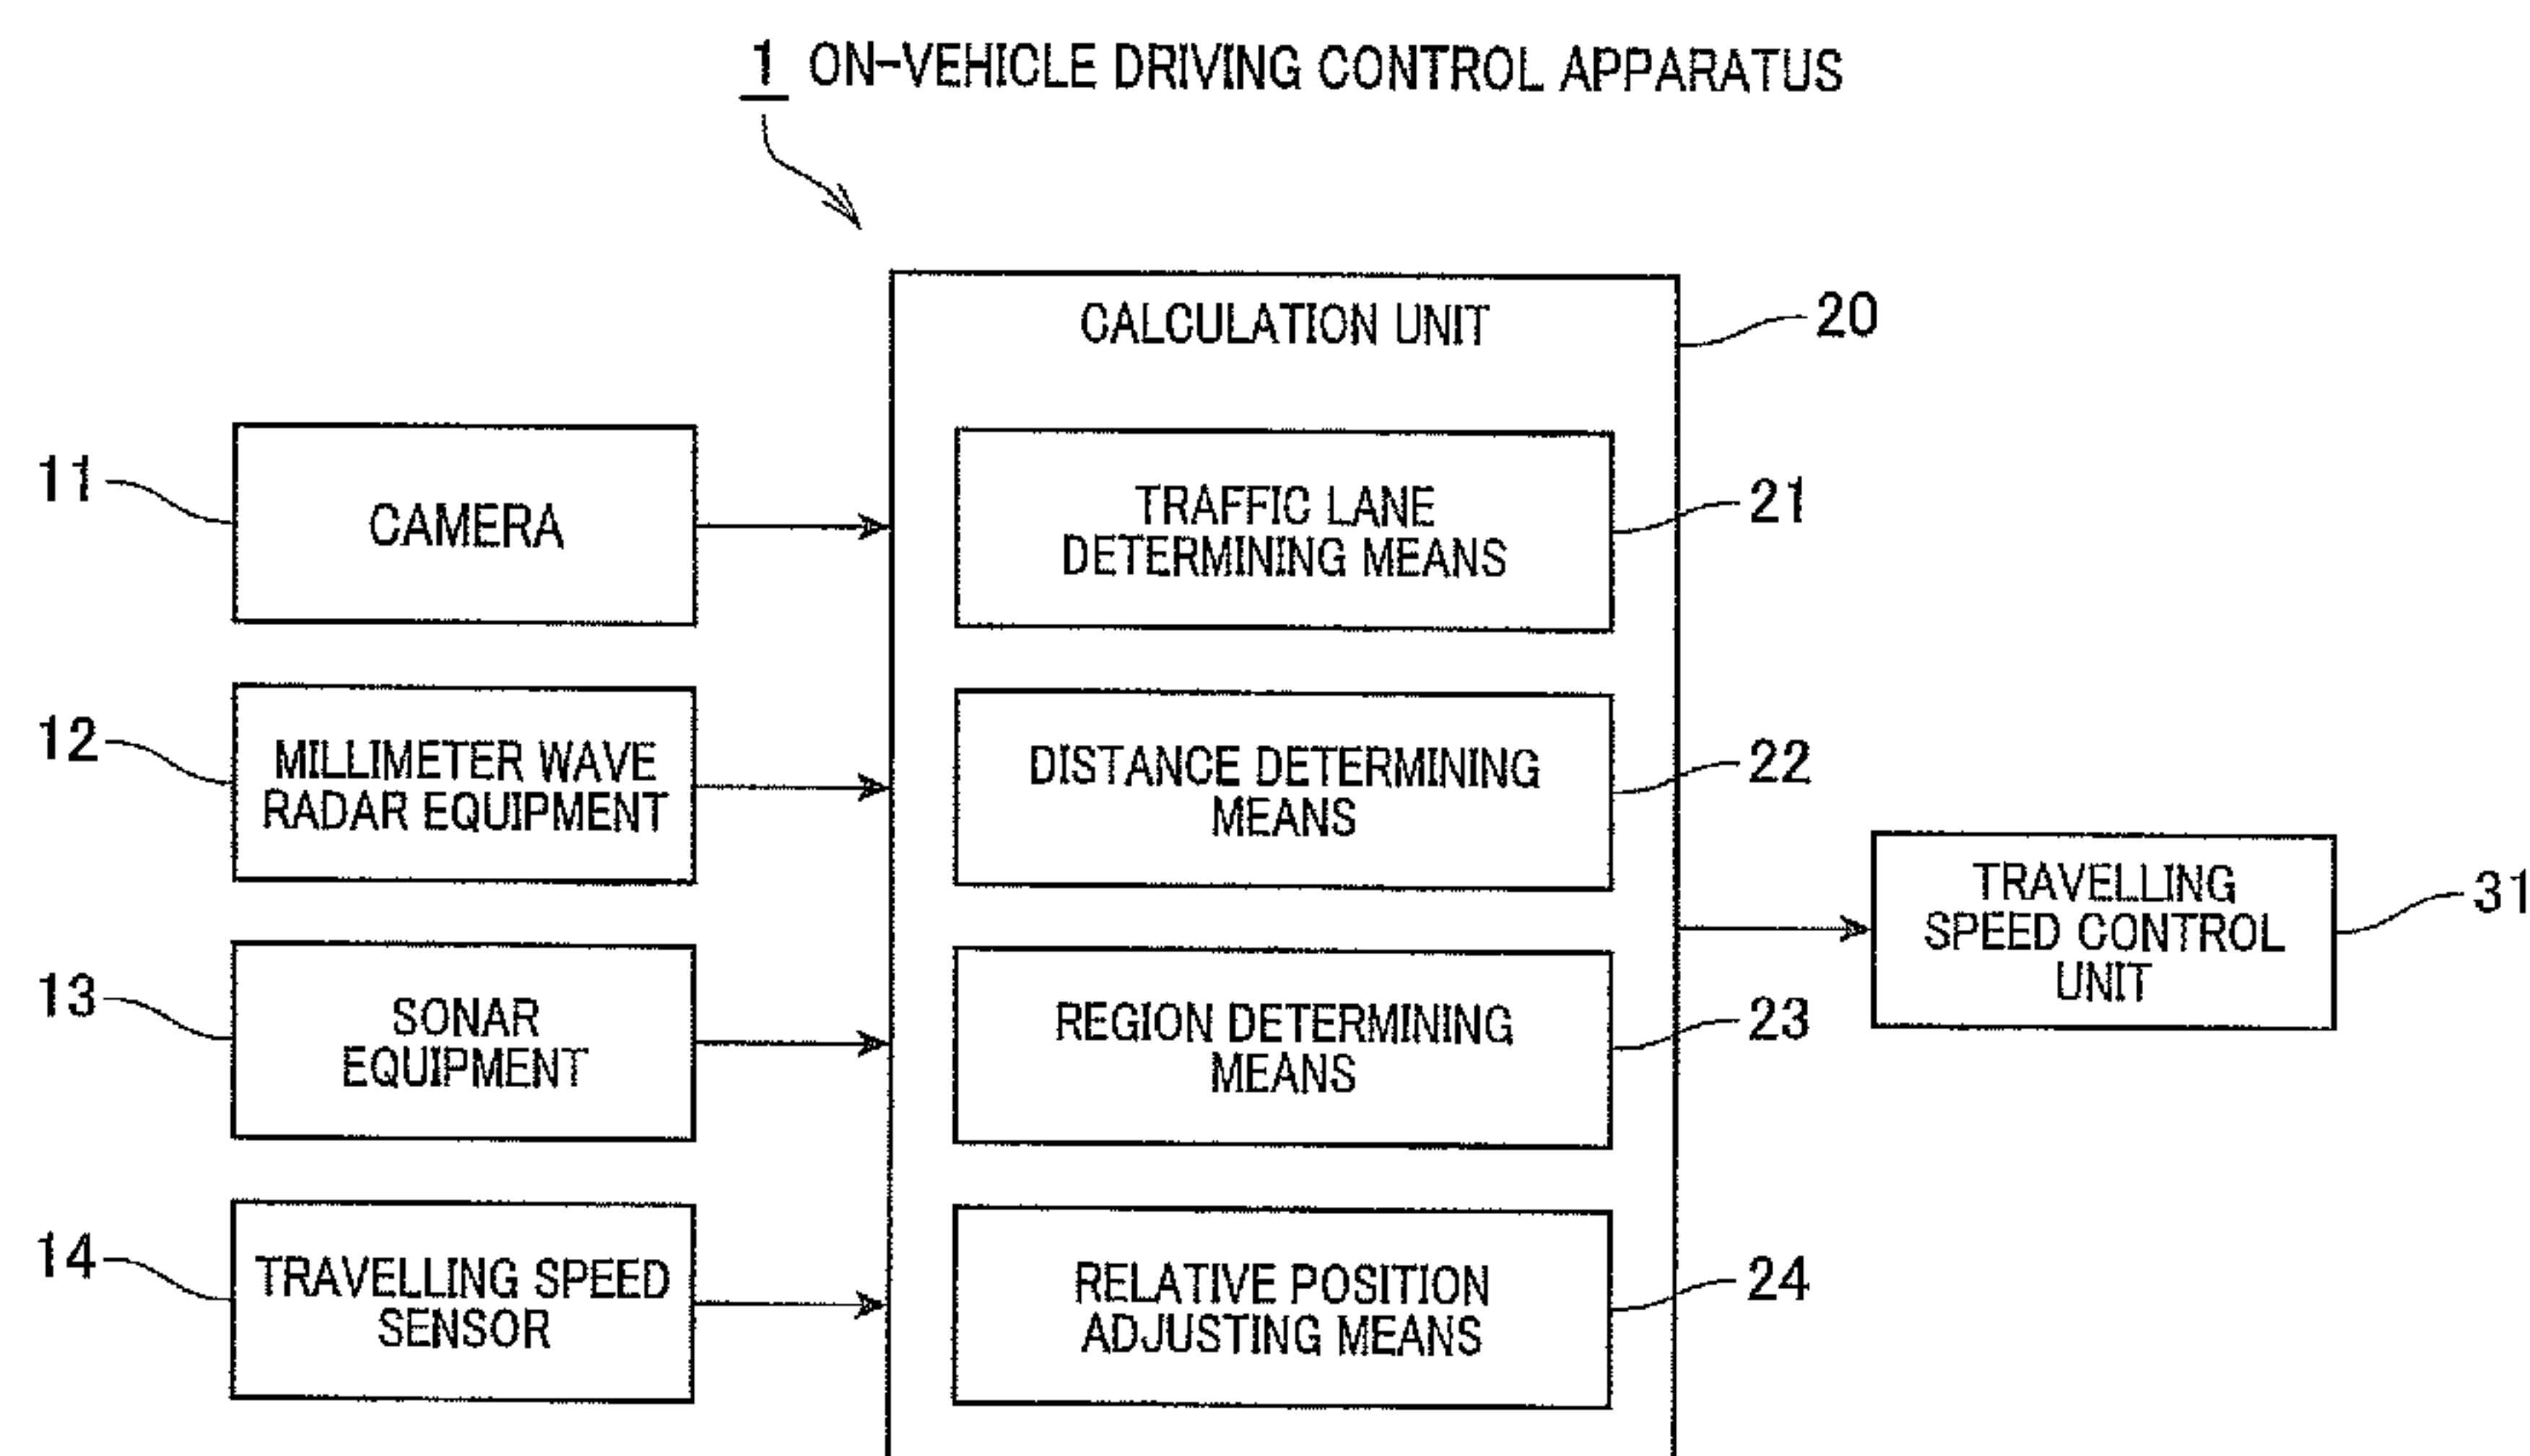 1 ON-VEHICLE DRIVING CONTROL APPARATUS
CALCULATION UNIT
20
11
CAMERA
TRAFFIC LANE
DETERMINING MEANS
21
12
MILLIMETER WAVE
RADAR EQUIPMENT
DISTANCE DETERMINING
MEANS
22
TRAVELLING
SPEED CONTROL
UNIT
31
13
SONAR
EQUIPMENT
REGION DETERMINING
MEANS
23
14
TRAVELLING SPEED
SENSOR
RELATIVE POSITION
ADJUSTING MEANS
24